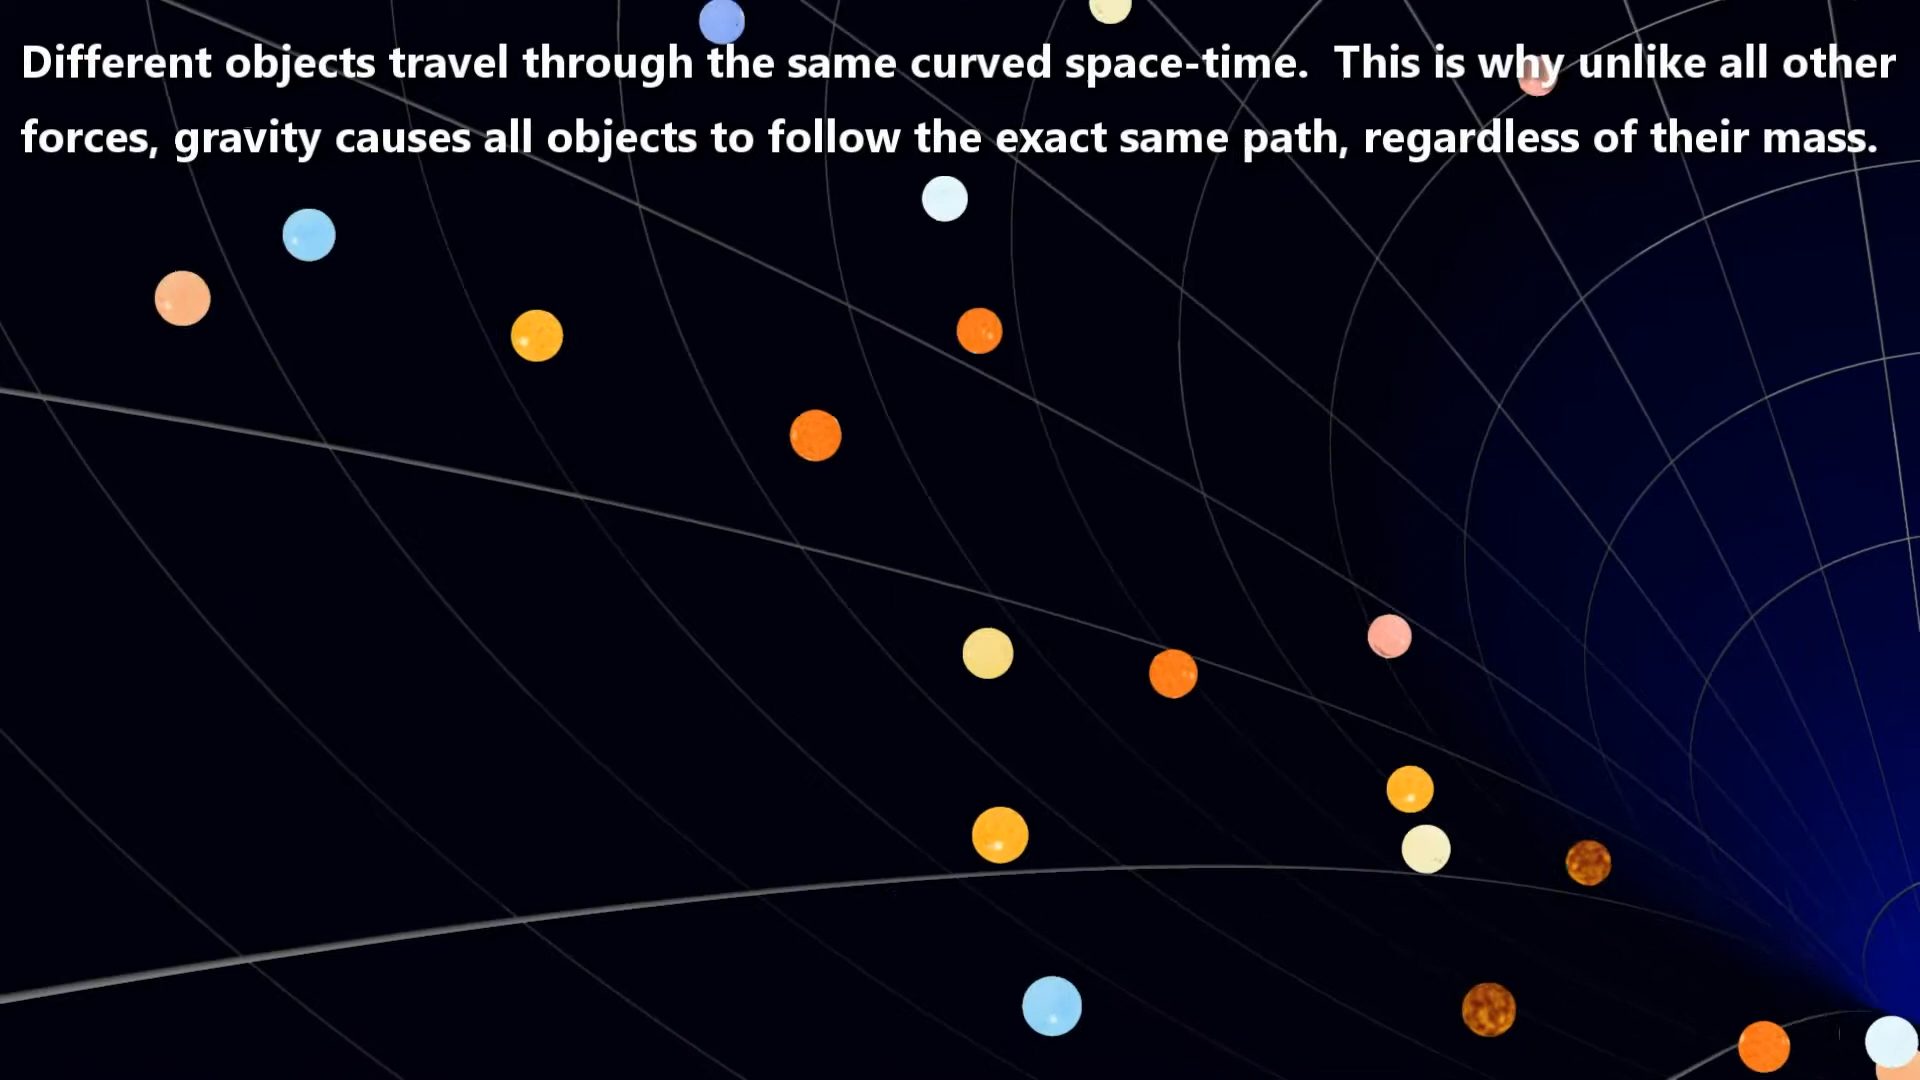 Different objects travel through the same curved space-time.  This is why unlike all other
forces, gravity causes all objects to follow the exact same path, regardless of their mass.